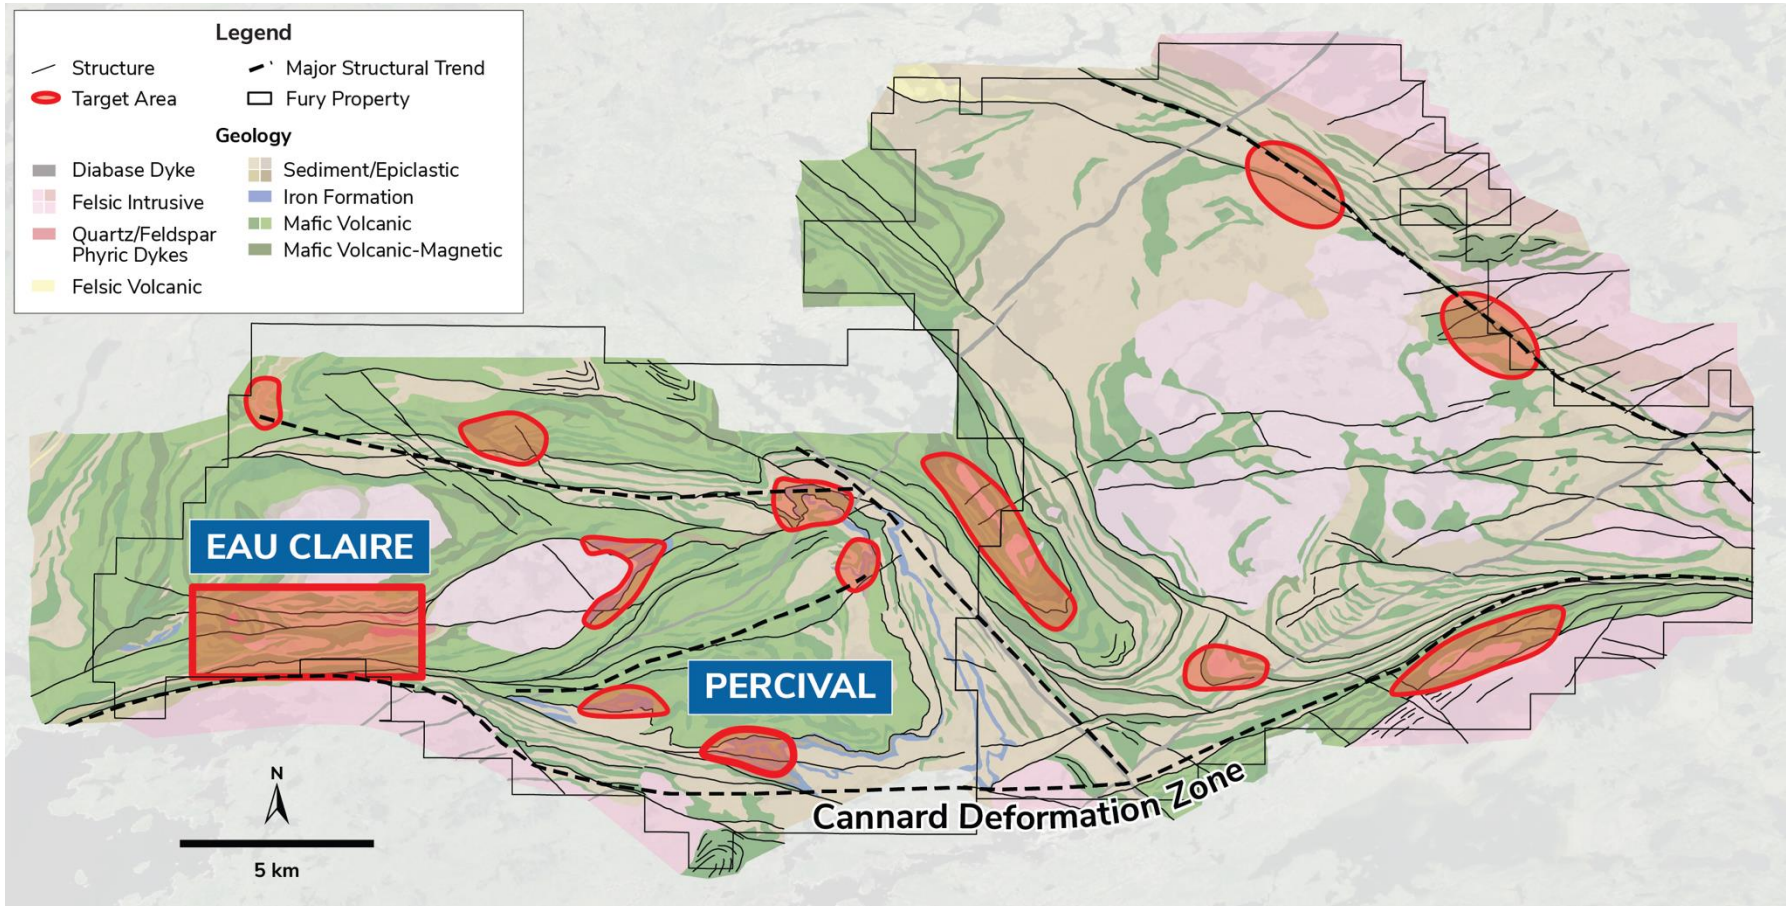 Legend
Structure
Major Structural Trend
Target Area
Fury Property
Geology
Diabase Dyke
Felsic Intrusive
Quartz/Feldspar
Phyric Dykes
Felsic Volcanic
Sediment/Epiclastic
Iron Formation
Mafic Volcanic
Mafic Volcanic-Magnetic
EAU CLAIRE
PERCIVAL
Cannard Deformation Zone
N
5 km